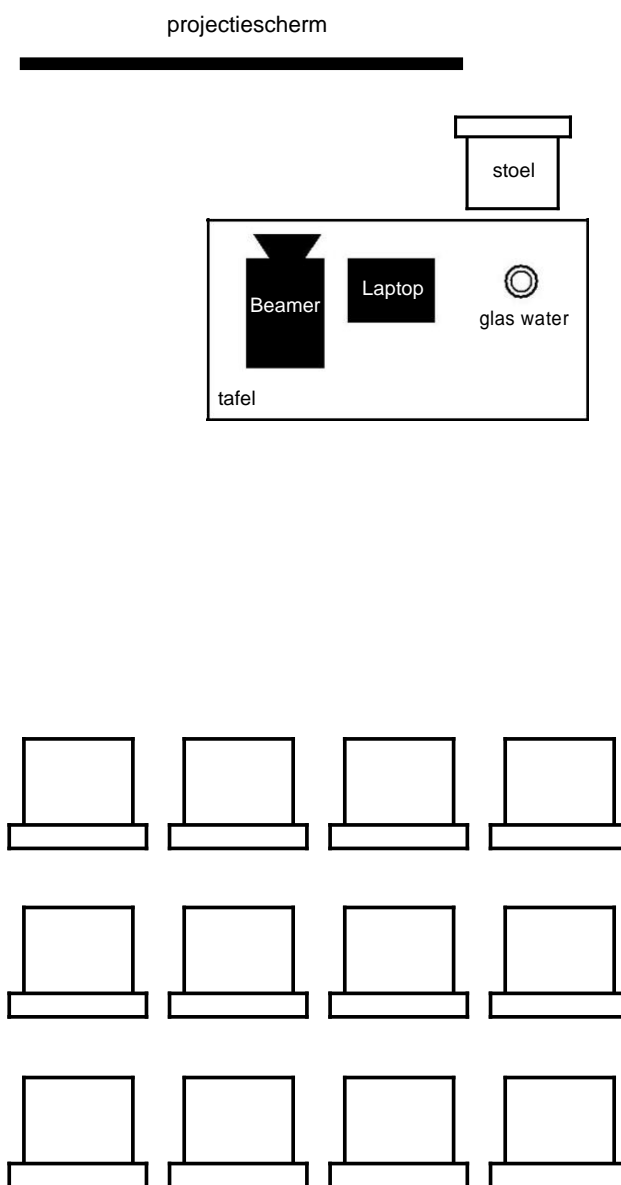 projectiescherm
stoel
Beamer
Laptop
glas water
tafel